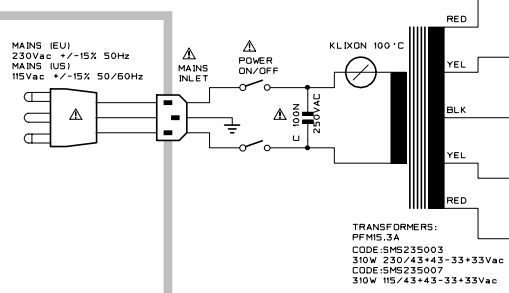 RED
MAINS (EU)
230Vac +/-15% 50Hz
MAINS (US)
115Vac +/-15% 50/60Hz
MAINS
INLET
POWER
ON/OFF
KLIXON 100°C
YEL
C 100N
250VAC
BLK
YEL
RED
TRANSFORMERS:
PFM15.3A
CODE:SMS235003
310W 230/43+43-33+33Vac
CODE:SMS235007
310W 115/43+43-33+33Vac